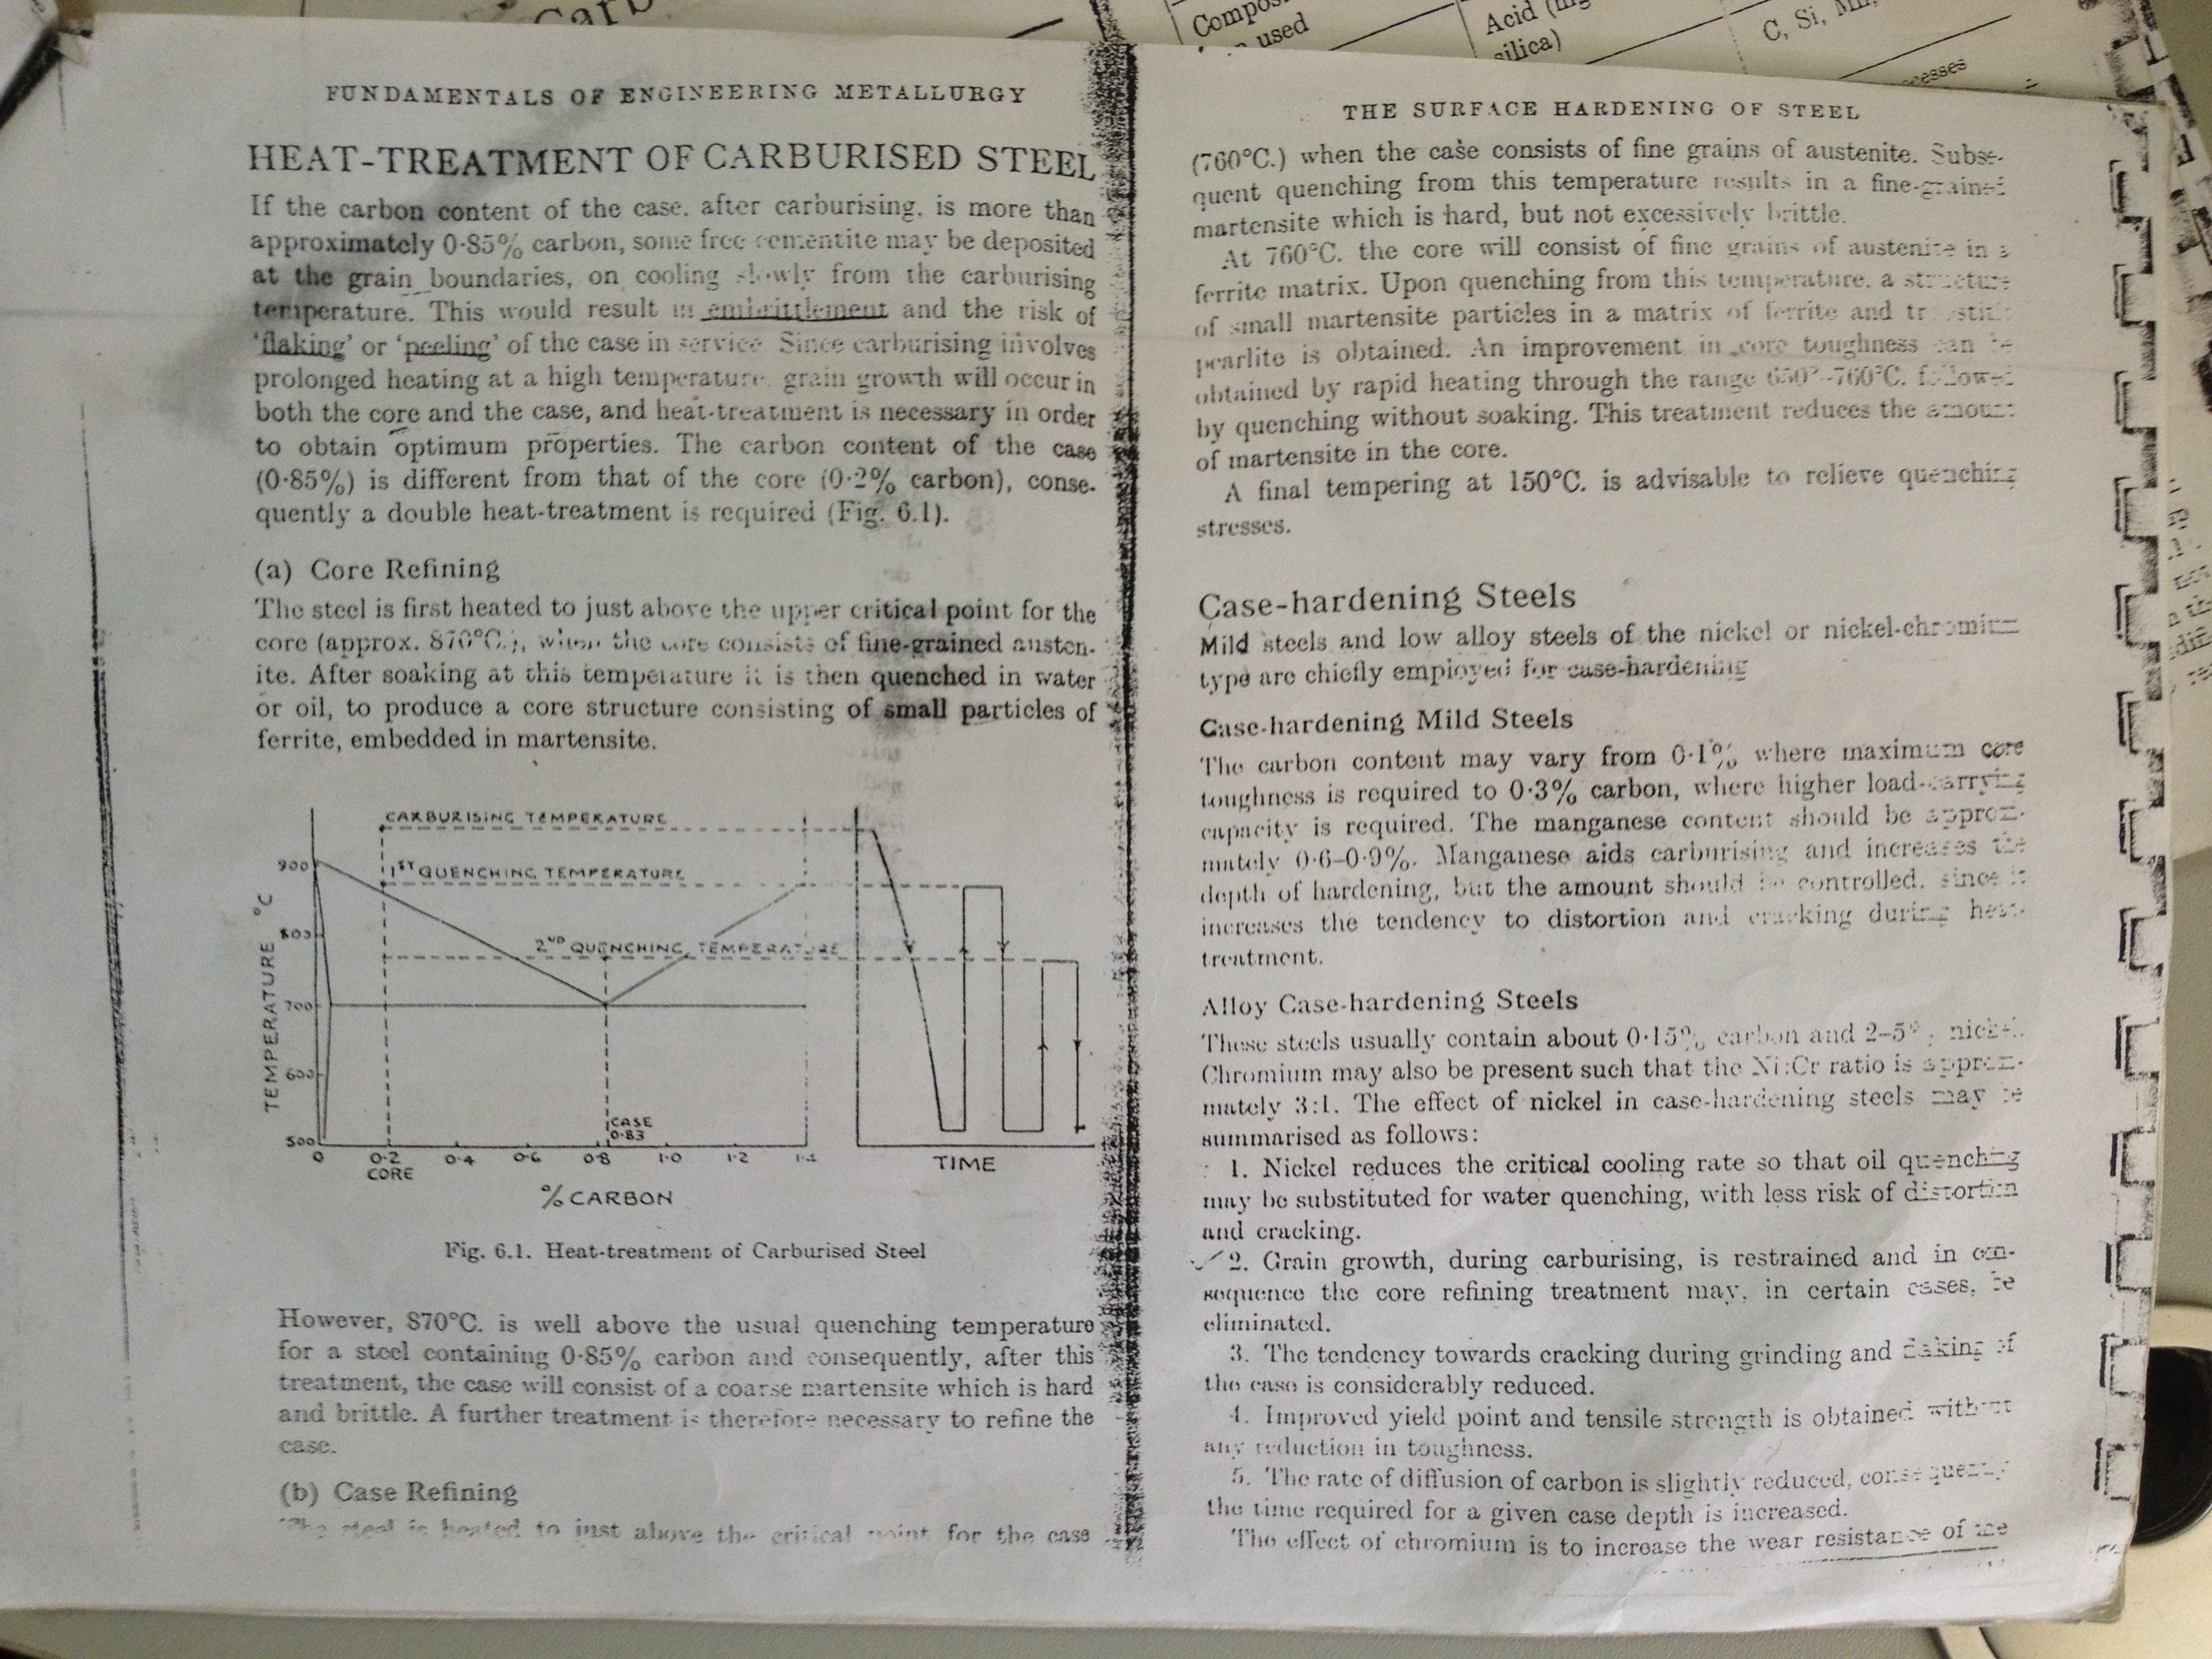 Carb
Compos
used
Acid
silica)
C, Si, Mn,
cesses
FUNDAMENTALS OF ENGINEERING METALLURGY
HEAT-TREATMENT OF CARBURISED STEEL
If the carbon content of the case, after carburising, is more than
approximately 0·85% carbon, some free cementite may be deposited
at the grain boundaries, on cooling slowly from the carburising
temperature. This would result in embrittlement and the risk of
'flaking' or 'peeling' of the case in service. Since carburising involves
prolonged heating at a high temperature, grain growth will occur in
both the core and the case, and heat-treatment is necessary in order
to obtain optimum properties. The carbon content of the case
(0·85%) is different from that of the core (0·2% carbon), conse-
quently a double heat-treatment is required (Fig. 6.1).
(a) Core Refining
The steel is first heated to just above the upper critical point for the
core (approx. 870°C.), when the core consists of fine-grained austen-
ite. After soaking at this temperature it is then quenched in water
or oil, to produce a core structure consisting of small particles of
ferrite, embedded in martensite.
CARBURISING TEMPERATURE
1ST QUENCHING TEMPERATURE
2ND QUENCHING TEMPERATURE
TEMPERATURE °C
900
800
700
600
500
CASE
0·83
0 0·2 0·4 0·6 0·8 1·0 1·2 1·4
CORE
% CARBON
TIME
Fig. 6.1. Heat-treatment of Carburised Steel
However, 870°C. is well above the usual quenching temperature
for a steel containing 0·85% carbon and consequently, after this
treatment, the case will consist of a coarse martensite which is hard
and brittle. A further treatment is therefore necessary to refine the
case.
(b) Case Refining
The steel is heated to just above the critical point for the case
THE SURFACE HARDENING OF STEEL
(760°C.) when the case consists of fine grains of austenite. Subse-
quent quenching from this temperature results in a fine-grained
martensite which is hard, but not excessively brittle.
At 760°C. the core will consist of fine grains of austenite in a
ferrite matrix. Upon quenching from this temperature, a structure
of small martensite particles in a matrix of ferrite and
pearlite is obtained. An improvement in core toughness can be
obtained by rapid heating through the range 650°-760°C. followed
by quenching without soaking. This treatment reduces the amount
of martensite in the core.
A final tempering at 150°C. is advisable to relieve quenching
stresses.
Case-hardening Steels
Mild steels and low alloy steels of the nickel or nickel-chromium
type are chiefly employed for case-hardening
Case-hardening Mild Steels
The carbon content may vary from 0·1% where maximum core
toughness is required to 0·3% carbon, where higher load-carrying
capacity is required. The manganese content should be approxi-
mately 0·6-0·9%. Manganese aids carburising and increases the
depth of hardening, but the amount should be controlled, since it
increases the tendency to distortion and cracking during heat-
treatment.
Alloy Case-hardening Steels
These steels usually contain about 0·15% carbon and 2-5% nickel.
Chromium may also be present such that the Ni:Cr ratio is approxi-
mately 3:1. The effect of nickel in case-hardening steels may be
summarised as follows:
1. Nickel reduces the critical cooling rate so that oil quenching
may be substituted for water quenching, with less risk of distortion
and cracking.
2. Grain growth, during carburising, is restrained and in con-
sequence the core refining treatment may, in certain cases, be
eliminated.
3. The tendency towards cracking during grinding and flaking of
the case is considerably reduced.
4. Improved yield point and tensile strength is obtained without
any reduction in toughness.
5. The rate of diffusion of carbon is slightly reduced, consequently
the time required for a given case depth is increased.
The effect of chromium is to increase the wear resistance of the